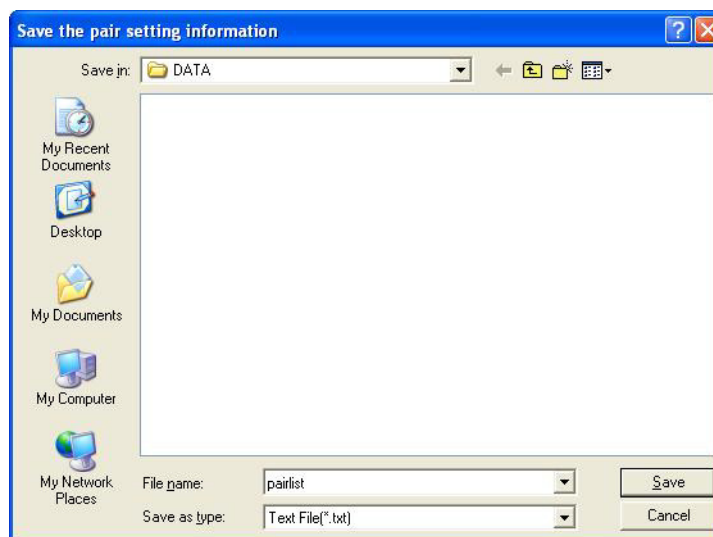 Save the pair setting information
Save in: DATA
My Recent
Documents
Desktop
My Documents
My Computer
My Network
Places
File name: pairlist Save
Save as type: Text File(*.txt) Cancel